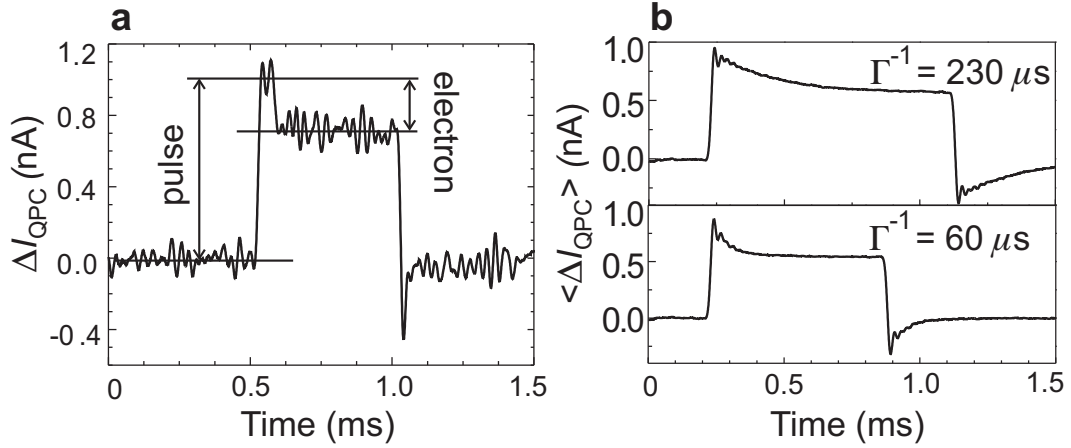 a
1.2
0.8
0.4
0.0
-0.4
ΔI_QPC (nA)
pulse
electron
0
0.5
1.0
1.5
Time (ms)
b
1.0
0.5
0.0
Γ⁻¹ = 230 μs
1.0
0.5
0.0
Γ⁻¹ = 60 μs
<ΔI_QPC> (nA)
0
0.5
1.0
1.5
Time (ms)